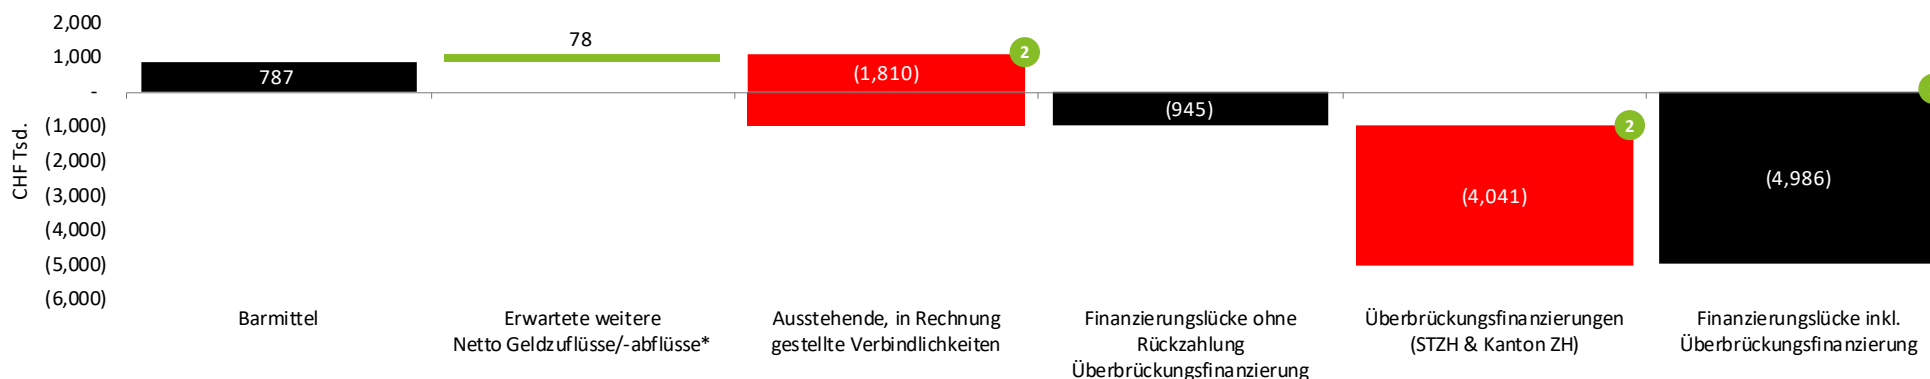 2,000
1,000
-
(1,000)
(2,000)
(3,000)
(4,000)
(5,000)
(6,000)
CHF Tsd.
787
78
(1,810)
2
(945)
(4,041)
2
(4,986)
Barmittel
Erwartete weitere
Netto Geldzuflüsse/-abflüsse*
Ausstehende, in Rechnung
gestellte Verbindlichkeiten
Finanzierungslücke ohne
Rückzahlung
Überbrückungsfinanzierung
Überbrückungsfinanzierungen
(STZH & Kanton ZH)
Finanzierungslücke inkl.
Überbrückungsfinanzierung